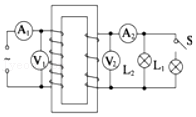 A₁ A₂ S
V₁ V₂ L₂ L₁
~